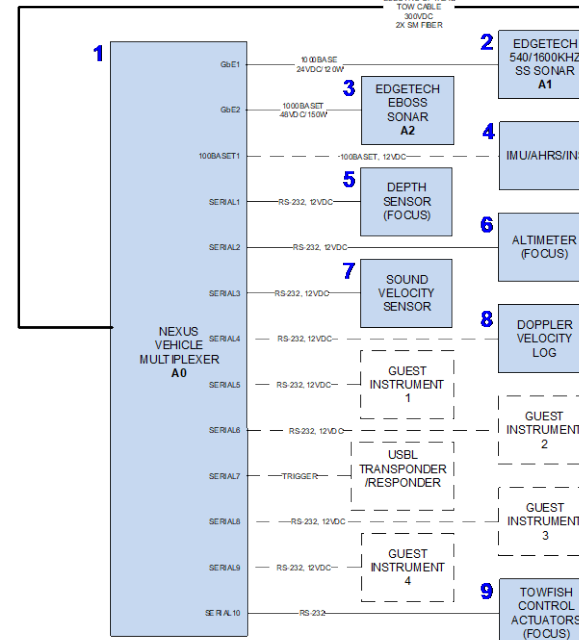 TOW CABLE
300VDC
2X SM FIBER
1
2
EDGETECH
540/1600KHZ
SS SONAR
A1
GbE1
1000BASE
24VDC/120W
3
EDGETECH
EBOSS
SONAR
A2
GbE2
1000BASET
48VDC/150W
4
IMU/AHRS/INS
100BASET1
100BASET, 12VDC
5
DEPTH
SENSOR
(FOCUS)
SERIAL1
RS-232, 12VDC
6
ALTIMETER
(FOCUS)
SERIAL2
RS-232, 12VDC
7
SOUND
VELOCITY
SENSOR
SERIAL3
RS-232, 12VDC
8
DOPPLER
VELOCITY
LOG
NEXUS
VEHICLE
MULTIPLEXER
A0
SERIAL4
RS-232, 12VDC
GUEST
INSTRUMENT
1
SERIAL5
RS-232, 12VDC
GUEST
INSTRUMENT
2
SERIAL6
RS-232, 12VDC
USBL
TRANSPONDER
/RESPONDER
SERIAL7
TRIGGER
GUEST
INSTRUMENT
3
SERIAL8
RS-232, 12VDC
GUEST
INSTRUMENT
4
SERIAL9
RS-232, 12VDC
9
TOWFISH
CONTROL
ACTUATORS
(FOCUS)
SERIAL10
RS-232